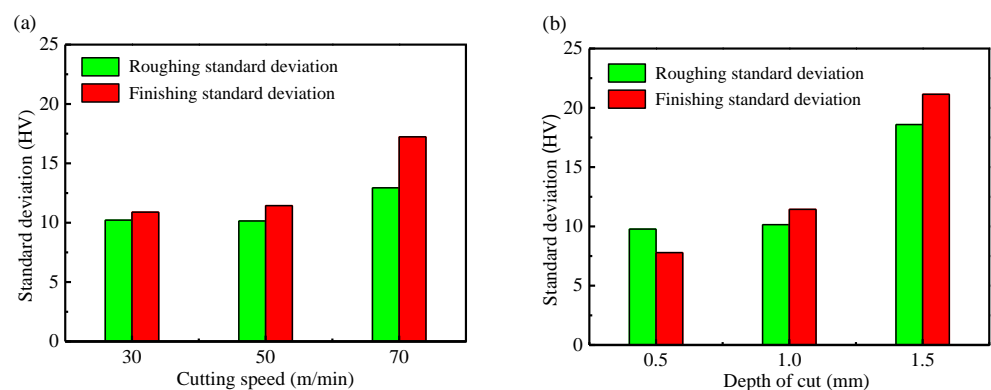 (a)
25
20
15
10
5
0
Standard deviation (HV)
Roughing standard deviation
Finishing standard deviation
30 50 70
Cutting speed (m/min)
(b)
25
20
15
10
5
0
Standard deviation (HV)
Roughing standard deviation
Finishing standard deviation
0.5 1.0 1.5
Depth of cut (mm)